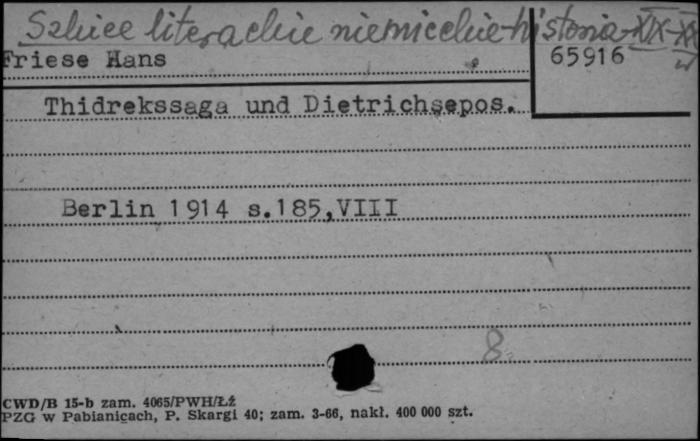 Szkice literackie niemieckie-historia-XIX-XX
w
Friese Hans
65916
Thidrekssaga und Dietrichsepos.
Berlin 1914 s.185,VIII
8
CWD/B 15-b zam. 4065/PWH/Łź
PZG w Pabianicach, P. Skargi 40; zam. 3-66, nakł. 400 000 szt.